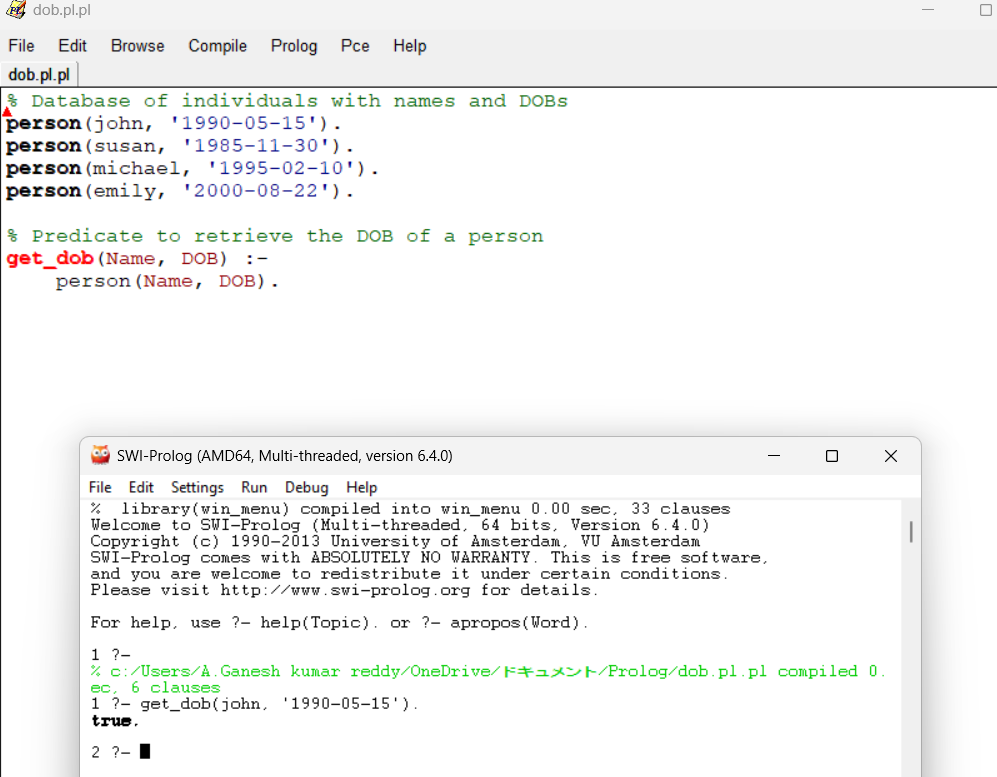 dob.pl.pl
File Edit Browse Compile Prolog Pce Help
dob.pl.pl
% Database of individuals with names and DOBs
person(john, '1990-05-15').
person(susan, '1985-11-30').
person(michael, '1995-02-10').
person(emily, '2000-08-22').
% Predicate to retrieve the DOB of a person
get_dob(Name, DOB) :-
    person(Name, DOB).
SWI-Prolog (AMD64, Multi-threaded, version 6.4.0)
File Edit Settings Run Debug Help
%  library(win_menu) compiled into win_menu 0.00 sec, 33 clauses
Welcome to SWI-Prolog (Multi-threaded, 64 bits, Version 6.4.0)
Copyright (c) 1990-2013 University of Amsterdam, VU Amsterdam
SWI-Prolog comes with ABSOLUTELY NO WARRANTY. This is free software,
and you are welcome to redistribute it under certain conditions.
Please visit http://www.swi-prolog.org for details.
For help, use ?- help(Topic). or ?- apropos(Word).
1 ?-
% c:/Users/A.Ganesh kumar reddy/OneDrive/ドキュメント/Prolog/dob.pl.pl compiled 0.
ec, 6 clauses
1 ?- get_dob(john, '1990-05-15').
true.
2 ?-